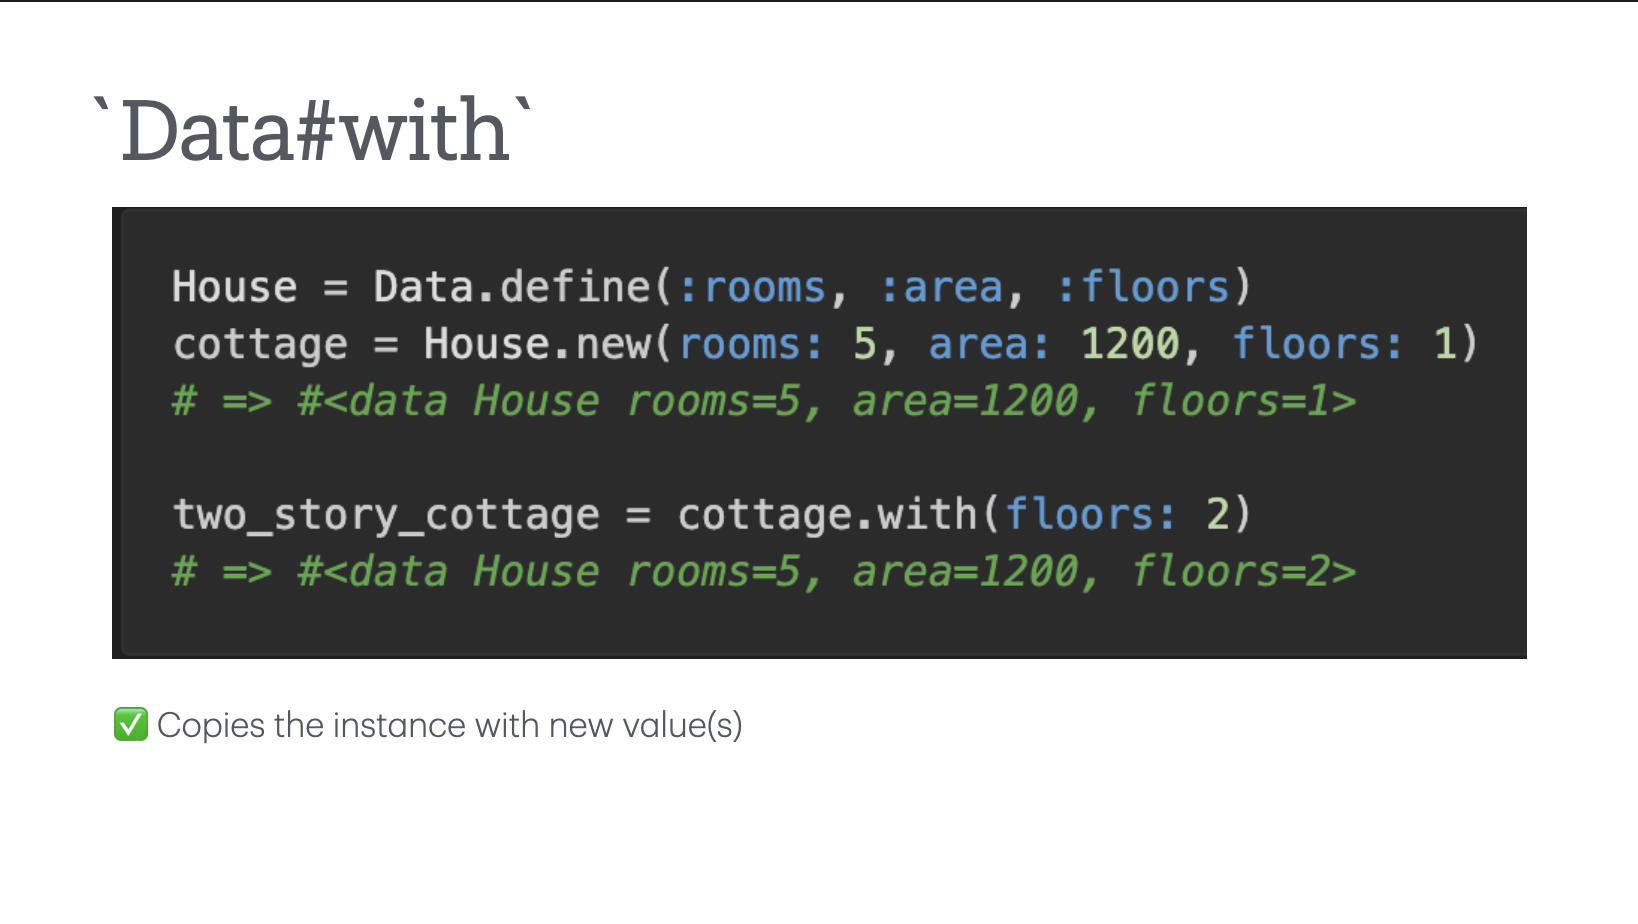 `Data#with`
House = Data.define(:rooms, :area, :floors)
cottage = House.new(rooms: 5, area: 1200, floors: 1)
# => #<data House rooms=5, area=1200, floors=1>
two_story_cottage = cottage.with(floors: 2)
# => #<data House rooms=5, area=1200, floors=2>
✅ Copies the instance with new value(s)